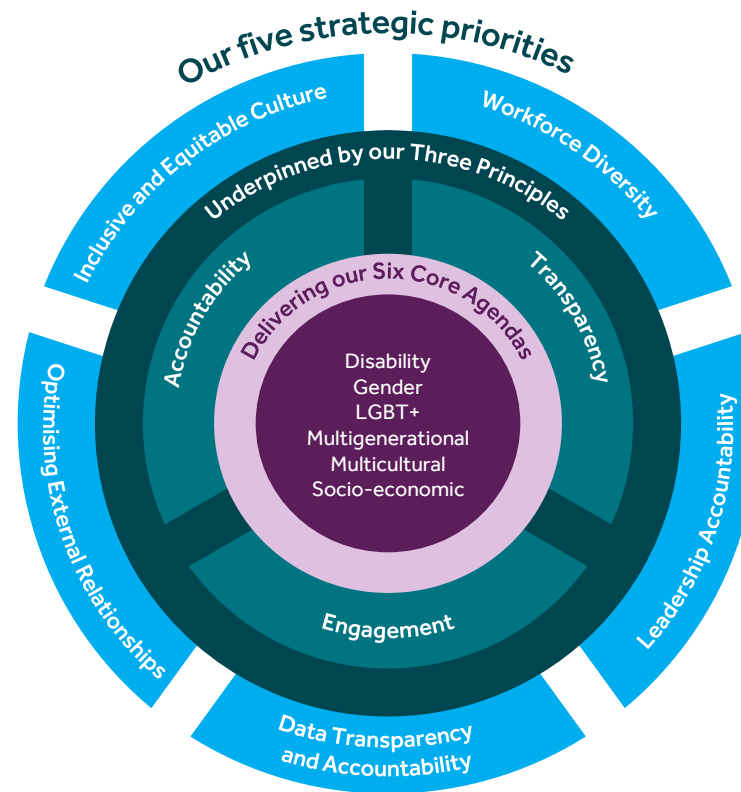 Our five strategic priorities
Inclusive and Equitable Culture
Workforce Diversity
Underpinned by our Three Principles
Accountability
Transparency
Delivering our Six Core Agendas
Disability
Gender
LGBT+
Multigenerational
Multicultural
Socio-economic
Optimising External Relationships
Leadership Accountability
Engagement
Data Transparency
and Accountability